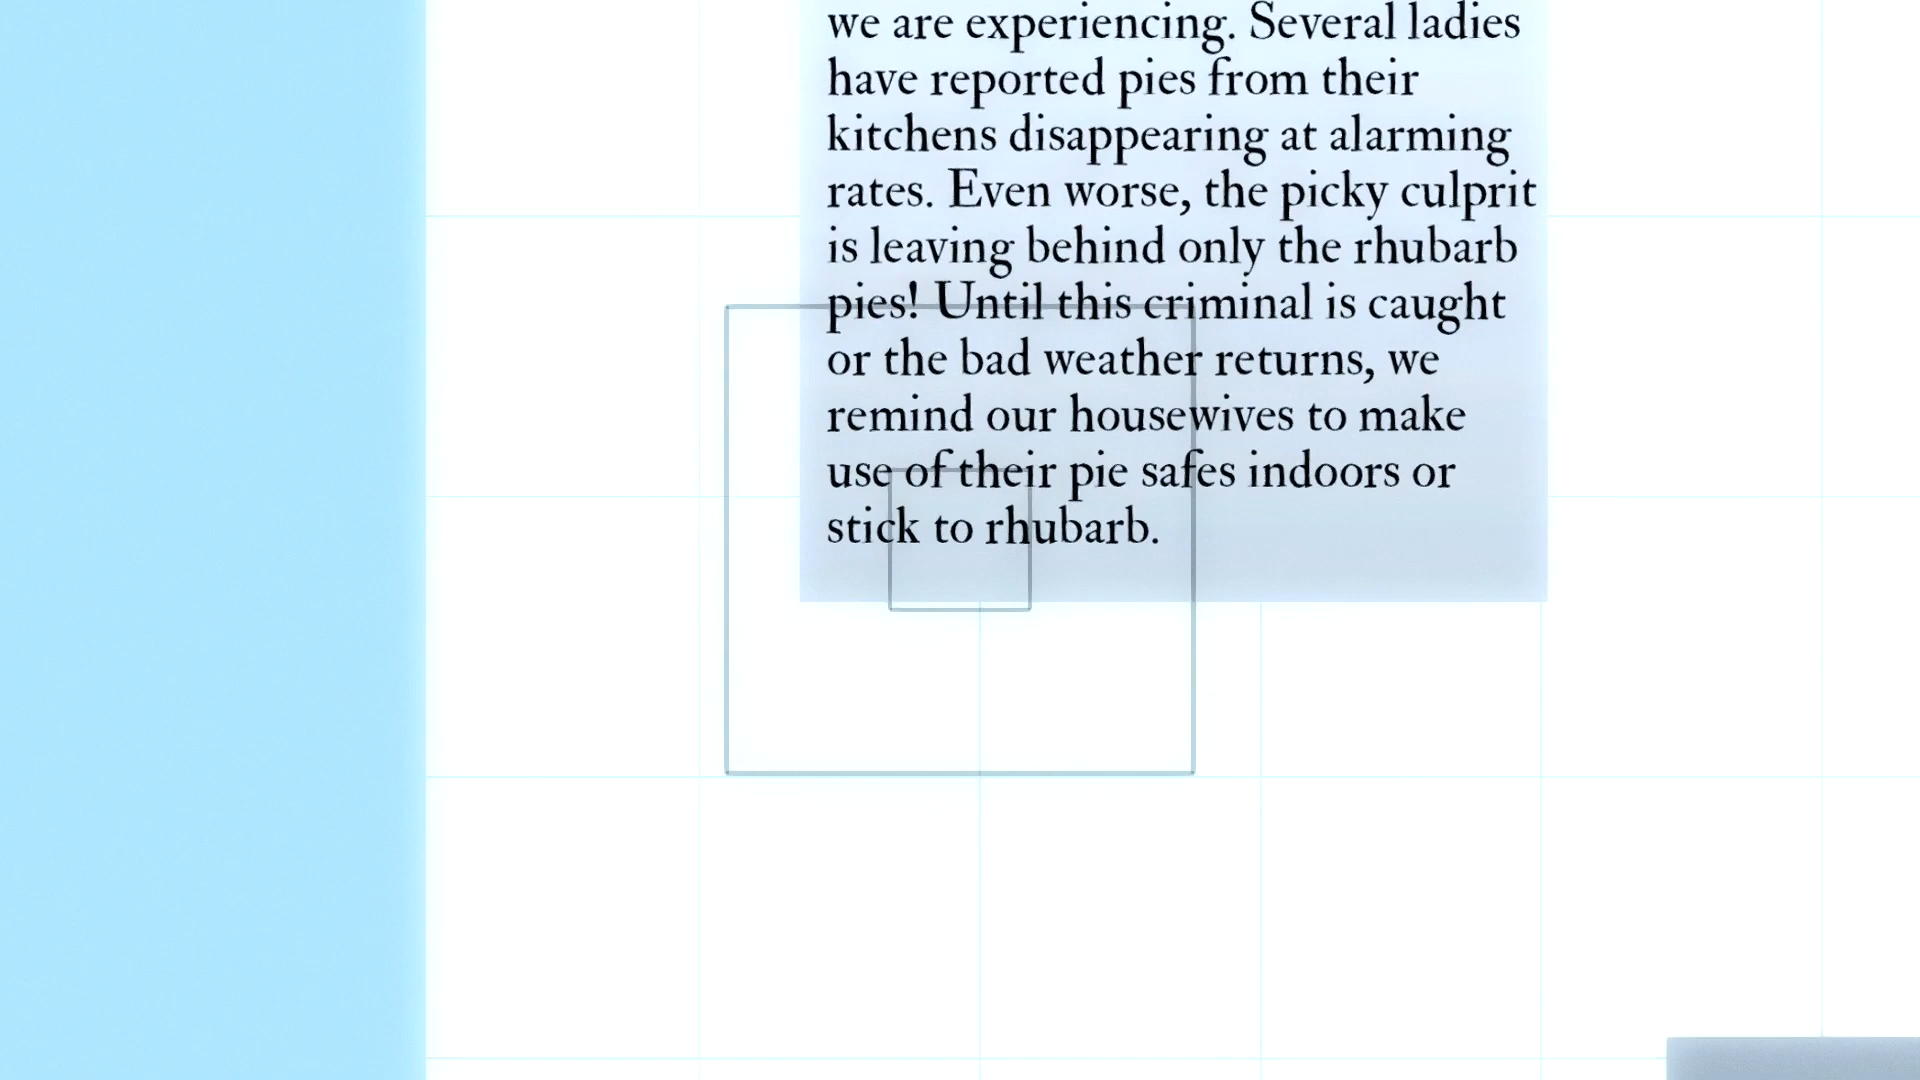 we are experiencing. Several ladies
have reported pies from their
kitchens disappearing at alarming
rates. Even worse, the picky culprit
is leaving behind only the rhubarb
pies! Until this criminal is caught
or the bad weather returns, we
remind our housewives to make
use of their pie safes indoors or
stick to rhubarb.